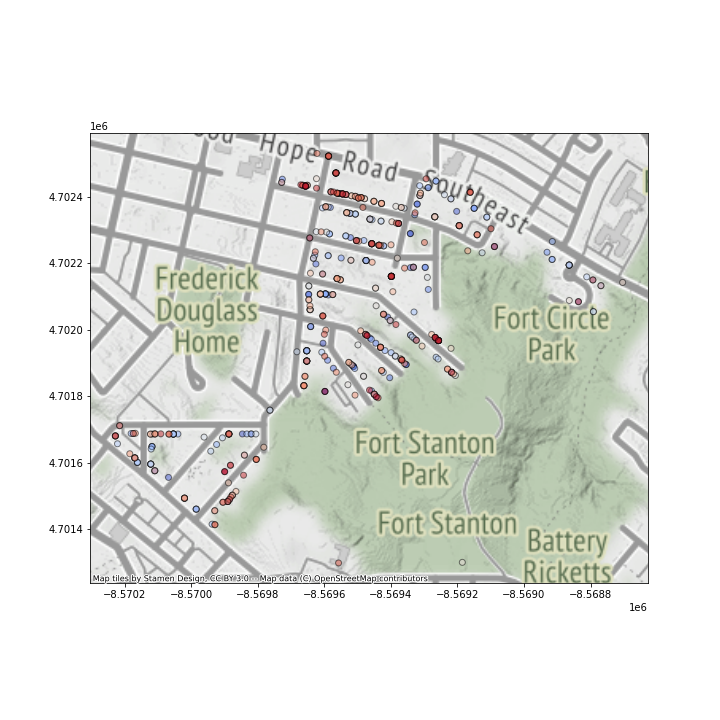 1e6
Hope Road Southeast
4.7024
4.7022
Frederick
Douglass
Home
4.7020
Fort Circle
Park
4.7018
Fort Stanton
Park
4.7016
Fort Stanton
4.7014
Battery
Ricketts
Map tiles by Stamen Design, CC BY 3.0. Map data (C) OpenStreetMap contributors
−8.5702 −8.5700 −8.5698 −8.5696 −8.5694 −8.5692 −8.5690 −8.5688
1e6